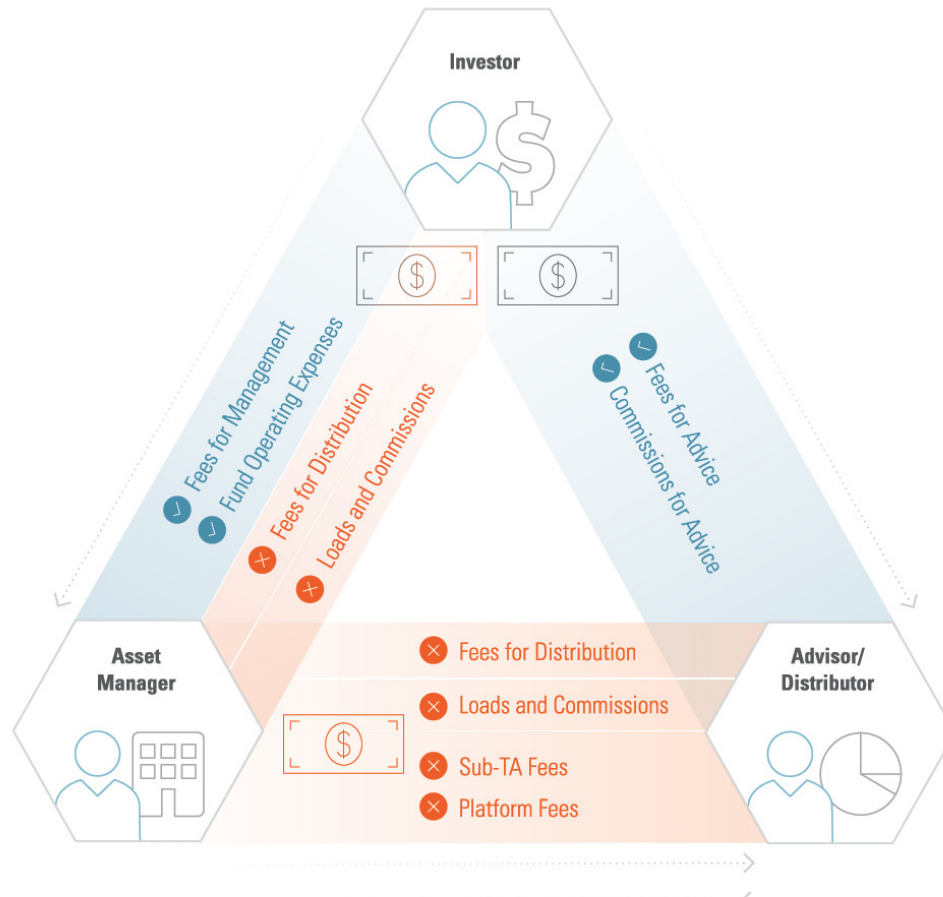 Investor
$
$
$
Fees for Management
Fund Operating Expenses
Fees for Distribution
Loads and Commissions
Fees for Advice
Commissions for Advice
Asset
Manager
$
Fees for Distribution
Loads and Commissions
Sub-TA Fees
Platform Fees
Advisor/
Distributor